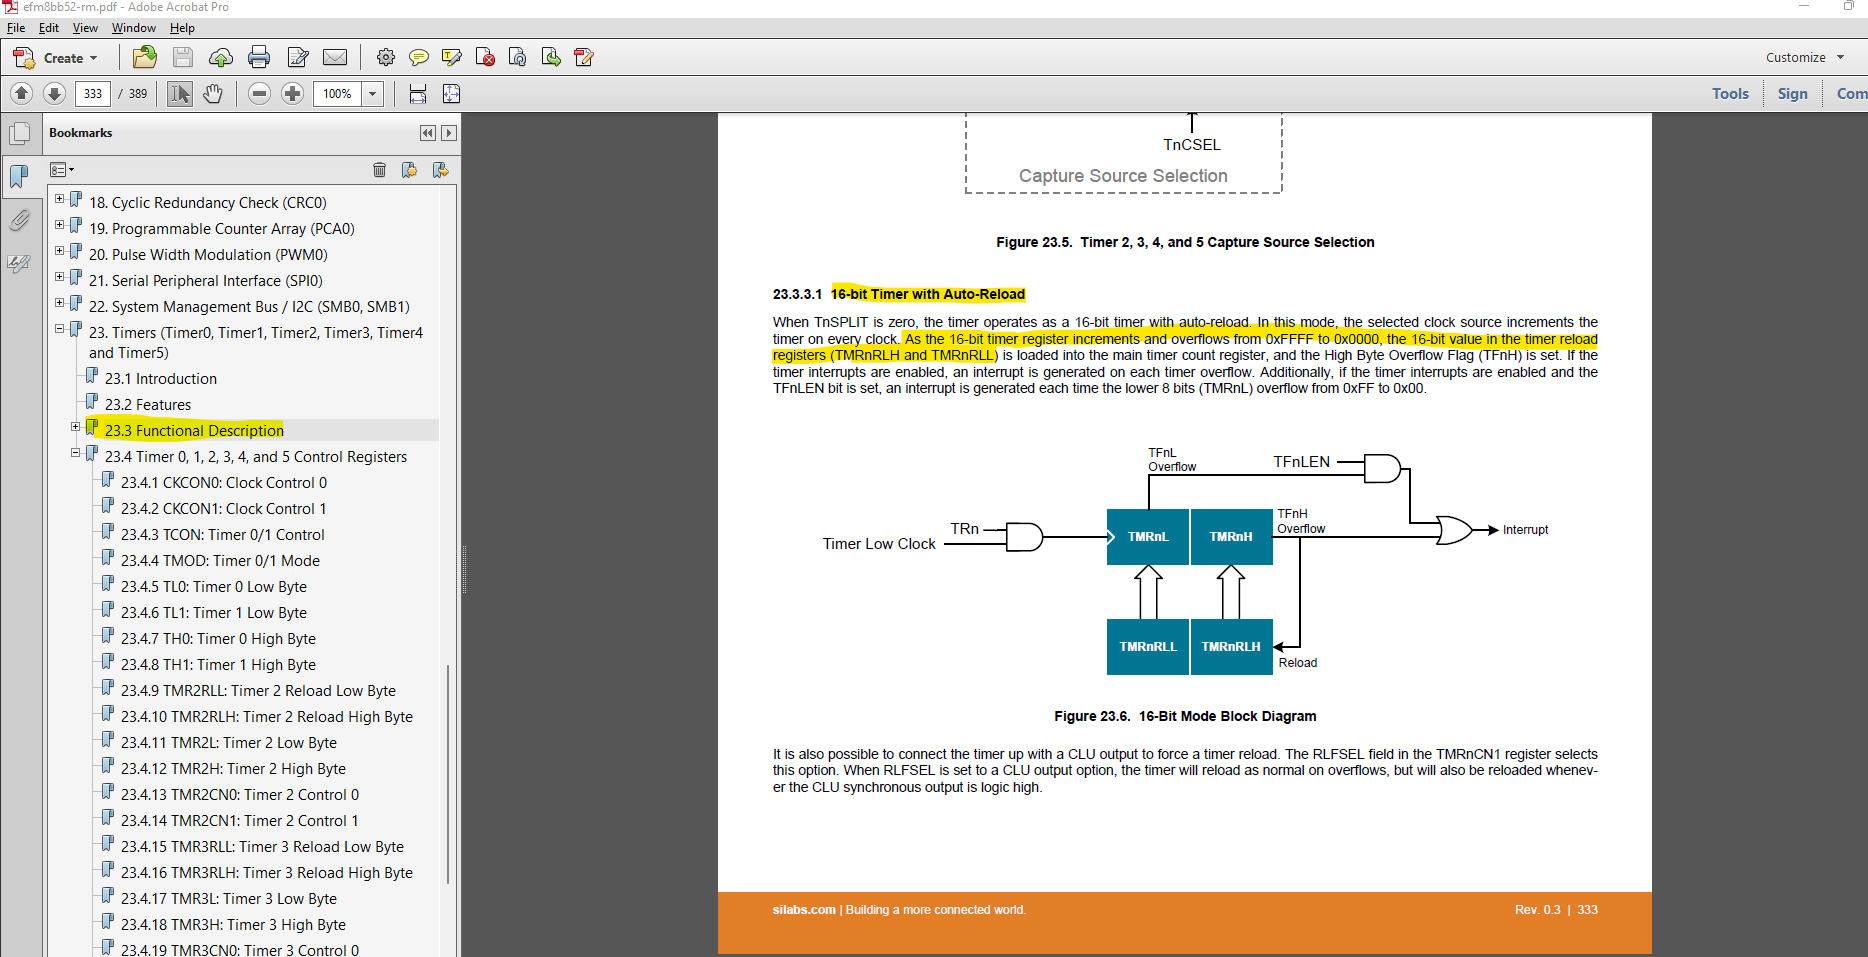 efm8bb52-rm.pdf - Adobe Acrobat Pro
File Edit View Window Help
Create
Customize
333 / 389
100%
Tools Sign Com
Bookmarks
18. Cyclic Redundancy Check (CRC0)
19. Programmable Counter Array (PCA0)
20. Pulse Width Modulation (PWM0)
21. Serial Peripheral Interface (SPI0)
22. System Management Bus / I2C (SMB0, SMB1)
23. Timers (Timer0, Timer1, Timer2, Timer3, Timer4
and Timer5)
23.1 Introduction
23.2 Features
23.3 Functional Description
23.4 Timer 0, 1, 2, 3, 4, and 5 Control Registers
23.4.1 CKCON0: Clock Control 0
23.4.2 CKCON1: Clock Control 1
23.4.3 TCON: Timer 0/1 Control
23.4.4 TMOD: Timer 0/1 Mode
23.4.5 TL0: Timer 0 Low Byte
23.4.6 TL1: Timer 1 Low Byte
23.4.7 TH0: Timer 0 High Byte
23.4.8 TH1: Timer 1 High Byte
23.4.9 TMR2RLL: Timer 2 Reload Low Byte
23.4.10 TMR2RLH: Timer 2 Reload High Byte
23.4.11 TMR2L: Timer 2 Low Byte
23.4.12 TMR2H: Timer 2 High Byte
23.4.13 TMR2CN0: Timer 2 Control 0
23.4.14 TMR2CN1: Timer 2 Control 1
23.4.15 TMR3RLL: Timer 3 Reload Low Byte
23.4.16 TMR3RLH: Timer 3 Reload High Byte
23.4.17 TMR3L: Timer 3 Low Byte
23.4.18 TMR3H: Timer 3 High Byte
23.4.19 TMR3CN0: Timer 3 Control 0
TnCSEL
Capture Source Selection
Figure 23.5. Timer 2, 3, 4, and 5 Capture Source Selection
23.3.3.1 16-bit Timer with Auto-Reload
When TnSPLIT is zero, the timer operates as a 16-bit timer with auto-reload. In this mode, the selected clock source increments the
timer on every clock. As the 16-bit timer register increments and overflows from 0xFFFF to 0x0000, the 16-bit value in the timer reload
registers (TMRnRLH and TMRnRLL) is loaded into the main timer count register, and the High Byte Overflow Flag (TFnH) is set. If the
timer interrupts are enabled, an interrupt is generated on each timer overflow. Additionally, if the timer interrupts are enabled and the
TFnLEN bit is set, an interrupt is generated each time the lower 8 bits (TMRnL) overflow from 0xFF to 0x00.
TFnL
Overflow
TFnLEN
TRn
Timer Low Clock
TMRnL
TMRnH
TFnH
Overflow
Interrupt
TMRnRLL
TMRnRLH
Reload
Figure 23.6. 16-Bit Mode Block Diagram
It is also possible to connect the timer up with a CLU output to force a timer reload. The RLFSEL field in the TMRnCN1 register selects
this option. When RLFSEL is set to a CLU output option, the timer will reload as normal on overflows, but will also be reloaded whenev-
er the CLU synchronous output is logic high.
silabs.com | Building a more connected world.
Rev. 0.3 | 333